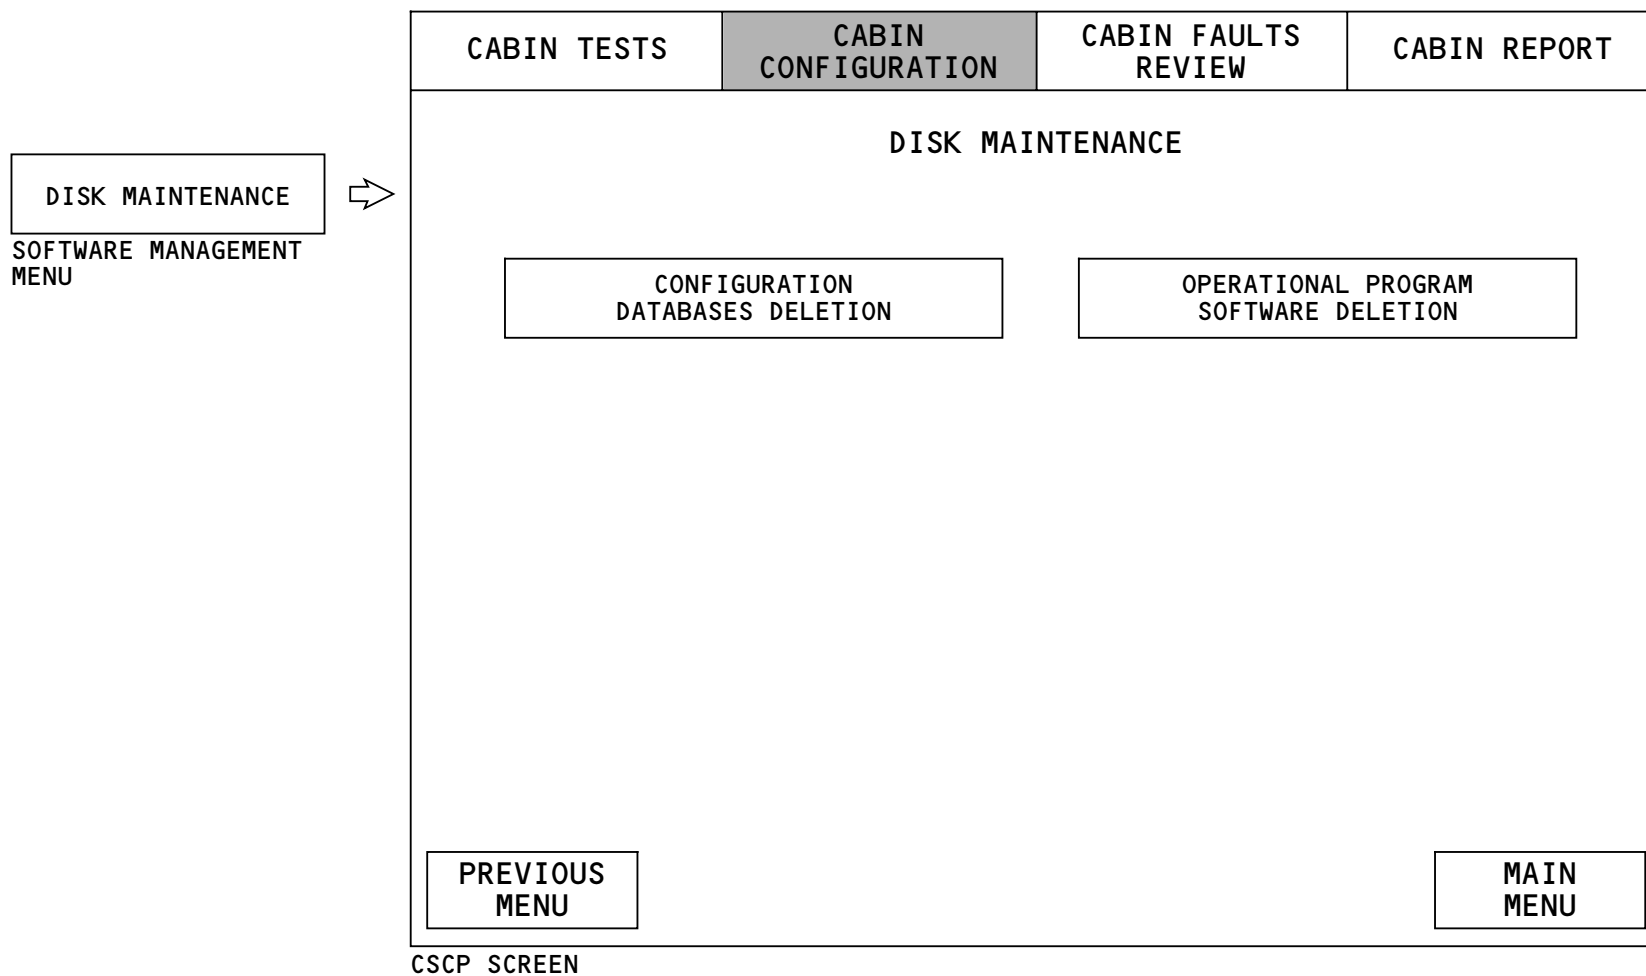 CABIN TESTS
CABIN
CONFIGURATION
CABIN FAULTS
REVIEW
CABIN REPORT
DISK MAINTENANCE
DISK MAINTENANCE
SOFTWARE MANAGEMENT
MENU
CONFIGURATION
DATABASES DELETION
OPERATIONAL PROGRAM
SOFTWARE DELETION
PREVIOUS
MENU
MAIN
MENU
CSCP SCREEN